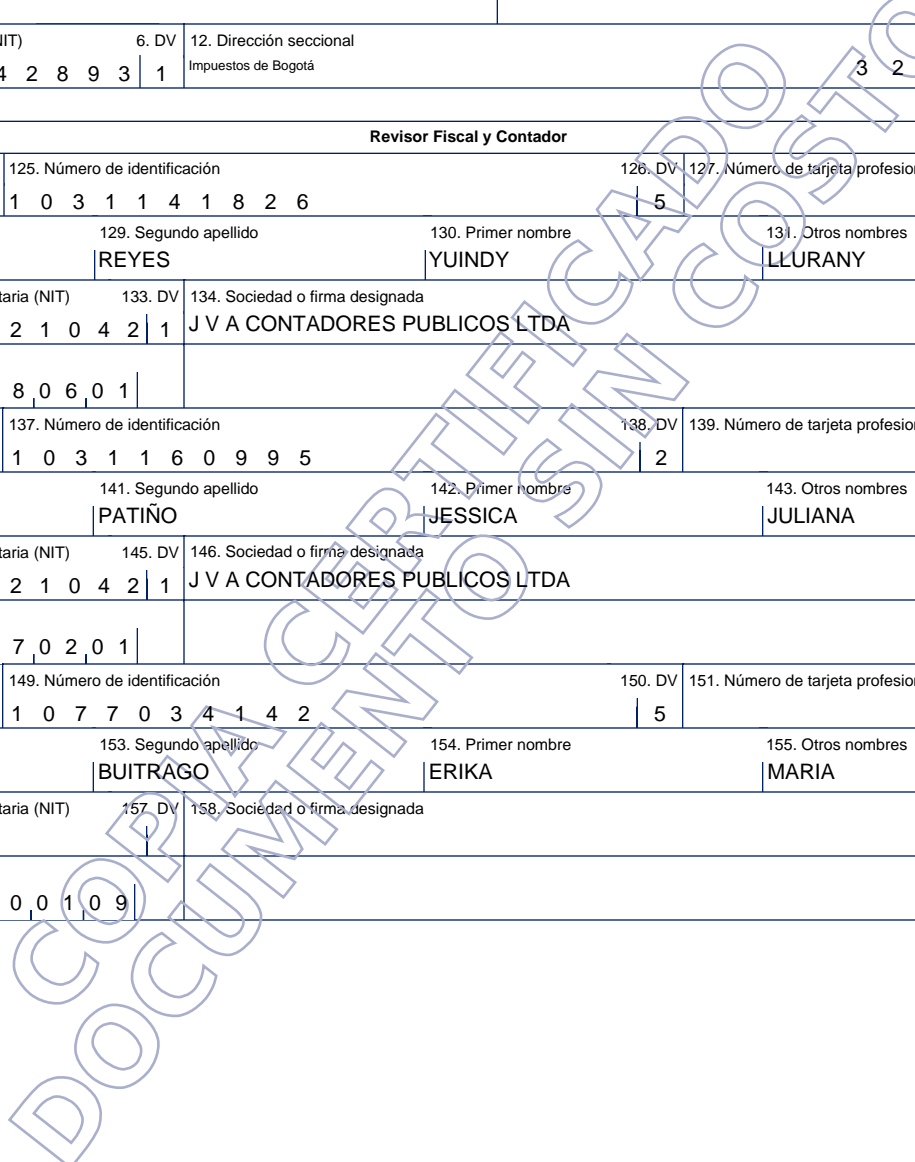 NIT) 6. DV 12. Dirección seccional
4 2 8 9 3 1 Impuestos de Bogotá 3 2
Revisor Fiscal y Contador
125. Número de identificación 126. DV 127. Número de tarjeta profesion
1 0 3 1 1 4 1 8 2 6 5
129. Segundo apellido 130. Primer nombre 131. Otros nombres
REYES YUINDY LLURANY
taria (NIT) 133. DV 134. Sociedad o firma designada
2 1 0 4 2 1 J V A CONTADORES PUBLICOS LTDA
8 0 6 0 1
137. Número de identificación 138. DV 139. Número de tarjeta profesion
1 0 3 1 1 6 0 9 9 5 2
141. Segundo apellido 142. Primer nombre 143. Otros nombres
PATIÑO JESSICA JULIANA
taria (NIT) 145. DV 146. Sociedad o firma designada
2 1 0 4 2 1 J V A CONTADORES PUBLICOS LTDA
7 0 2 0 1
149. Número de identificación 150. DV 151. Número de tarjeta profesion
1 0 7 7 0 3 4 1 4 2 5
153. Segundo apellido 154. Primer nombre 155. Otros nombres
BUITRAGO ERIKA MARIA
taria (NIT) 157. DV 158. Sociedad o firma designada
0 0 1 0 9
COPIA CERTIFICADO
DOCUMENTO SIN COSTO